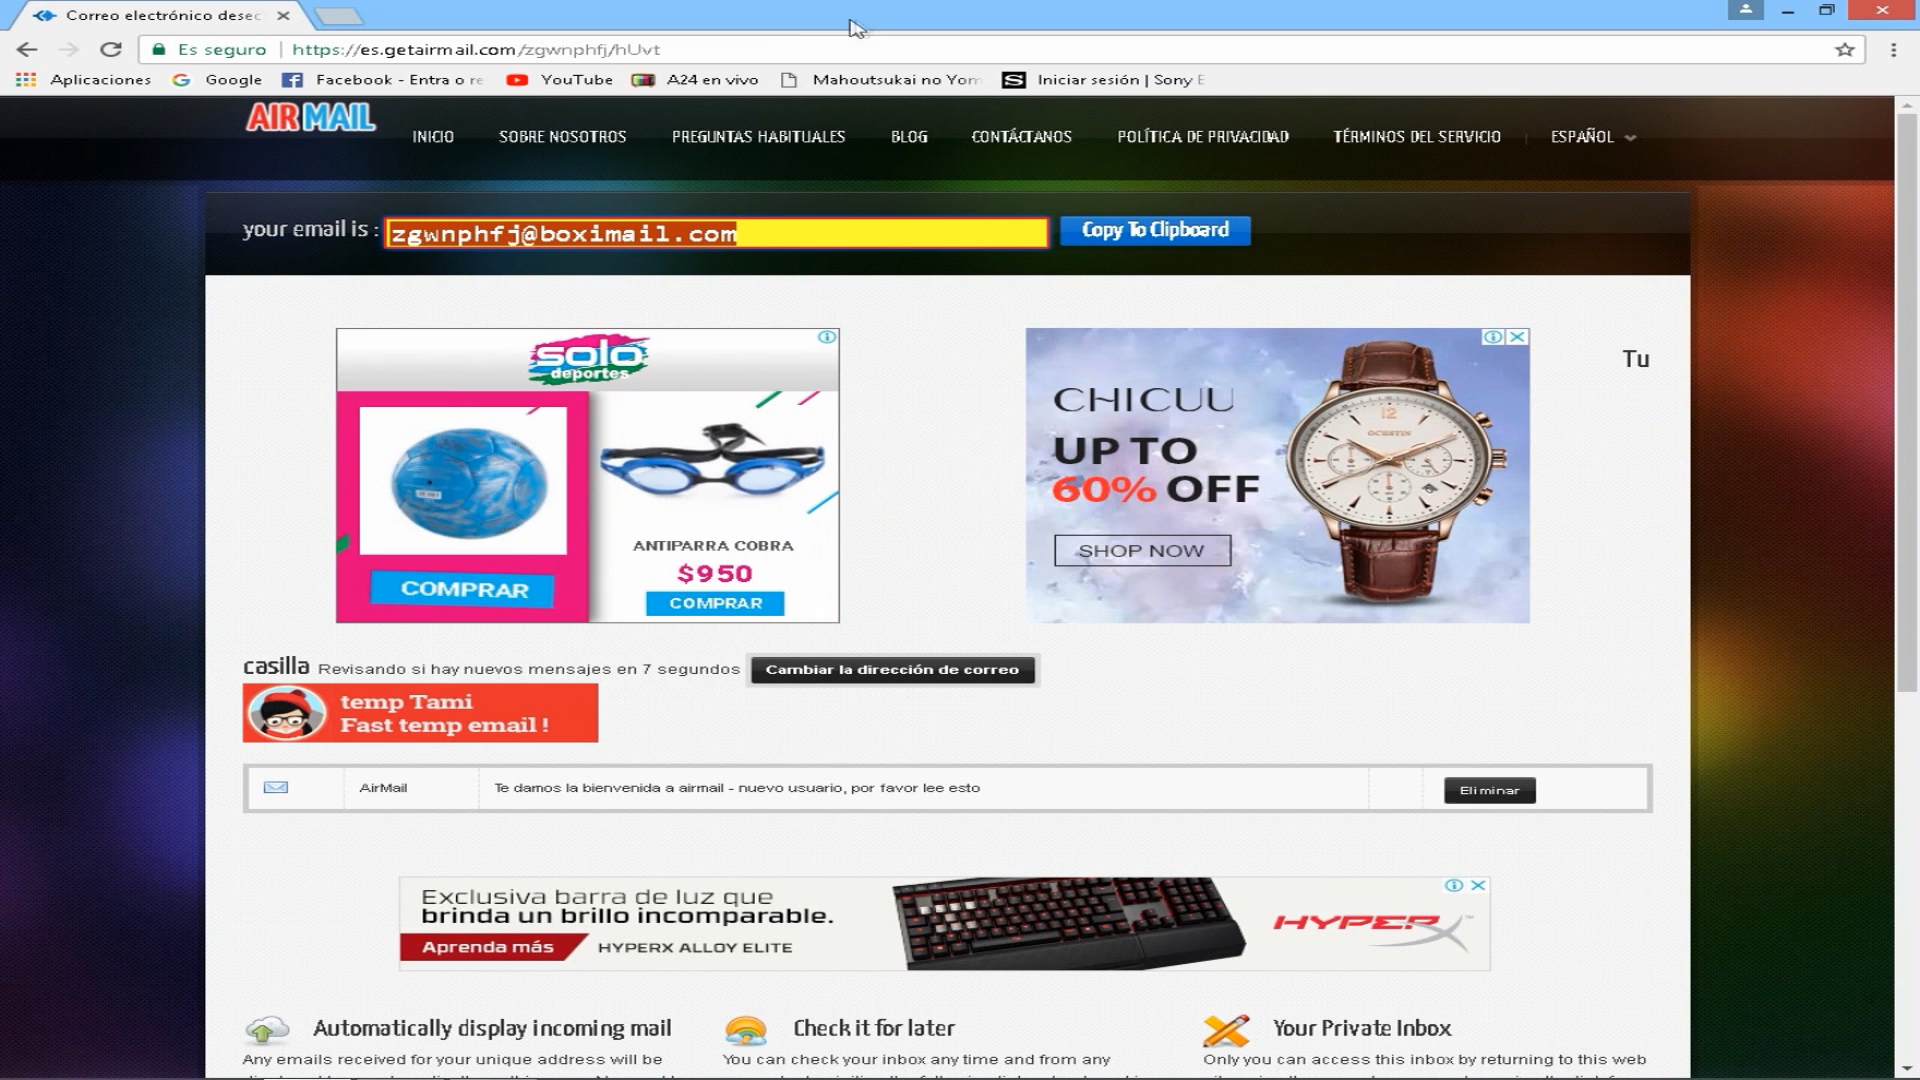 Correo electrónico desec
Es seguro https://es.getairmail.com/zgwnphfj/hUvt
Aplicaciones Google Facebook - Entra o re YouTube A24 en vivo Mahoutsukai no Yom Iniciar sesión | Sony E
AIR MAIL
INICIO SOBRE NOSOTROS PREGUNTAS HABITUALES BLOG CONTÁCTANOS POLÍTICA DE PRIVACIDAD TÉRMINOS DEL SERVICIO ESPAÑOL
your email is : zgwnphfj@boximail.com Copy To Clipboard
solo
deportes
ANTIPARRA COBRA
$950
COMPRAR
COMPRAR
CHICUU
UP TO
60% OFF
SHOP NOW
12
OCHSTIN
Tu
casilla Revisando si hay nuevos mensajes en 7 segundos Cambiar la dirección de correo
temp Tami
Fast temp email !
AirMail Te damos la bienvenida a airmail - nuevo usuario, por favor lee esto Eliminar
Exclusiva barra de luz que
brinda un brillo incomparable.
Aprenda más HYPERX ALLOY ELITE
HYPERX
Automatically display incoming mail
Any emails received for your unique address will be
Check it for later
You can check your inbox any time and from any
Your Private Inbox
Only you can access this inbox by returning to this web